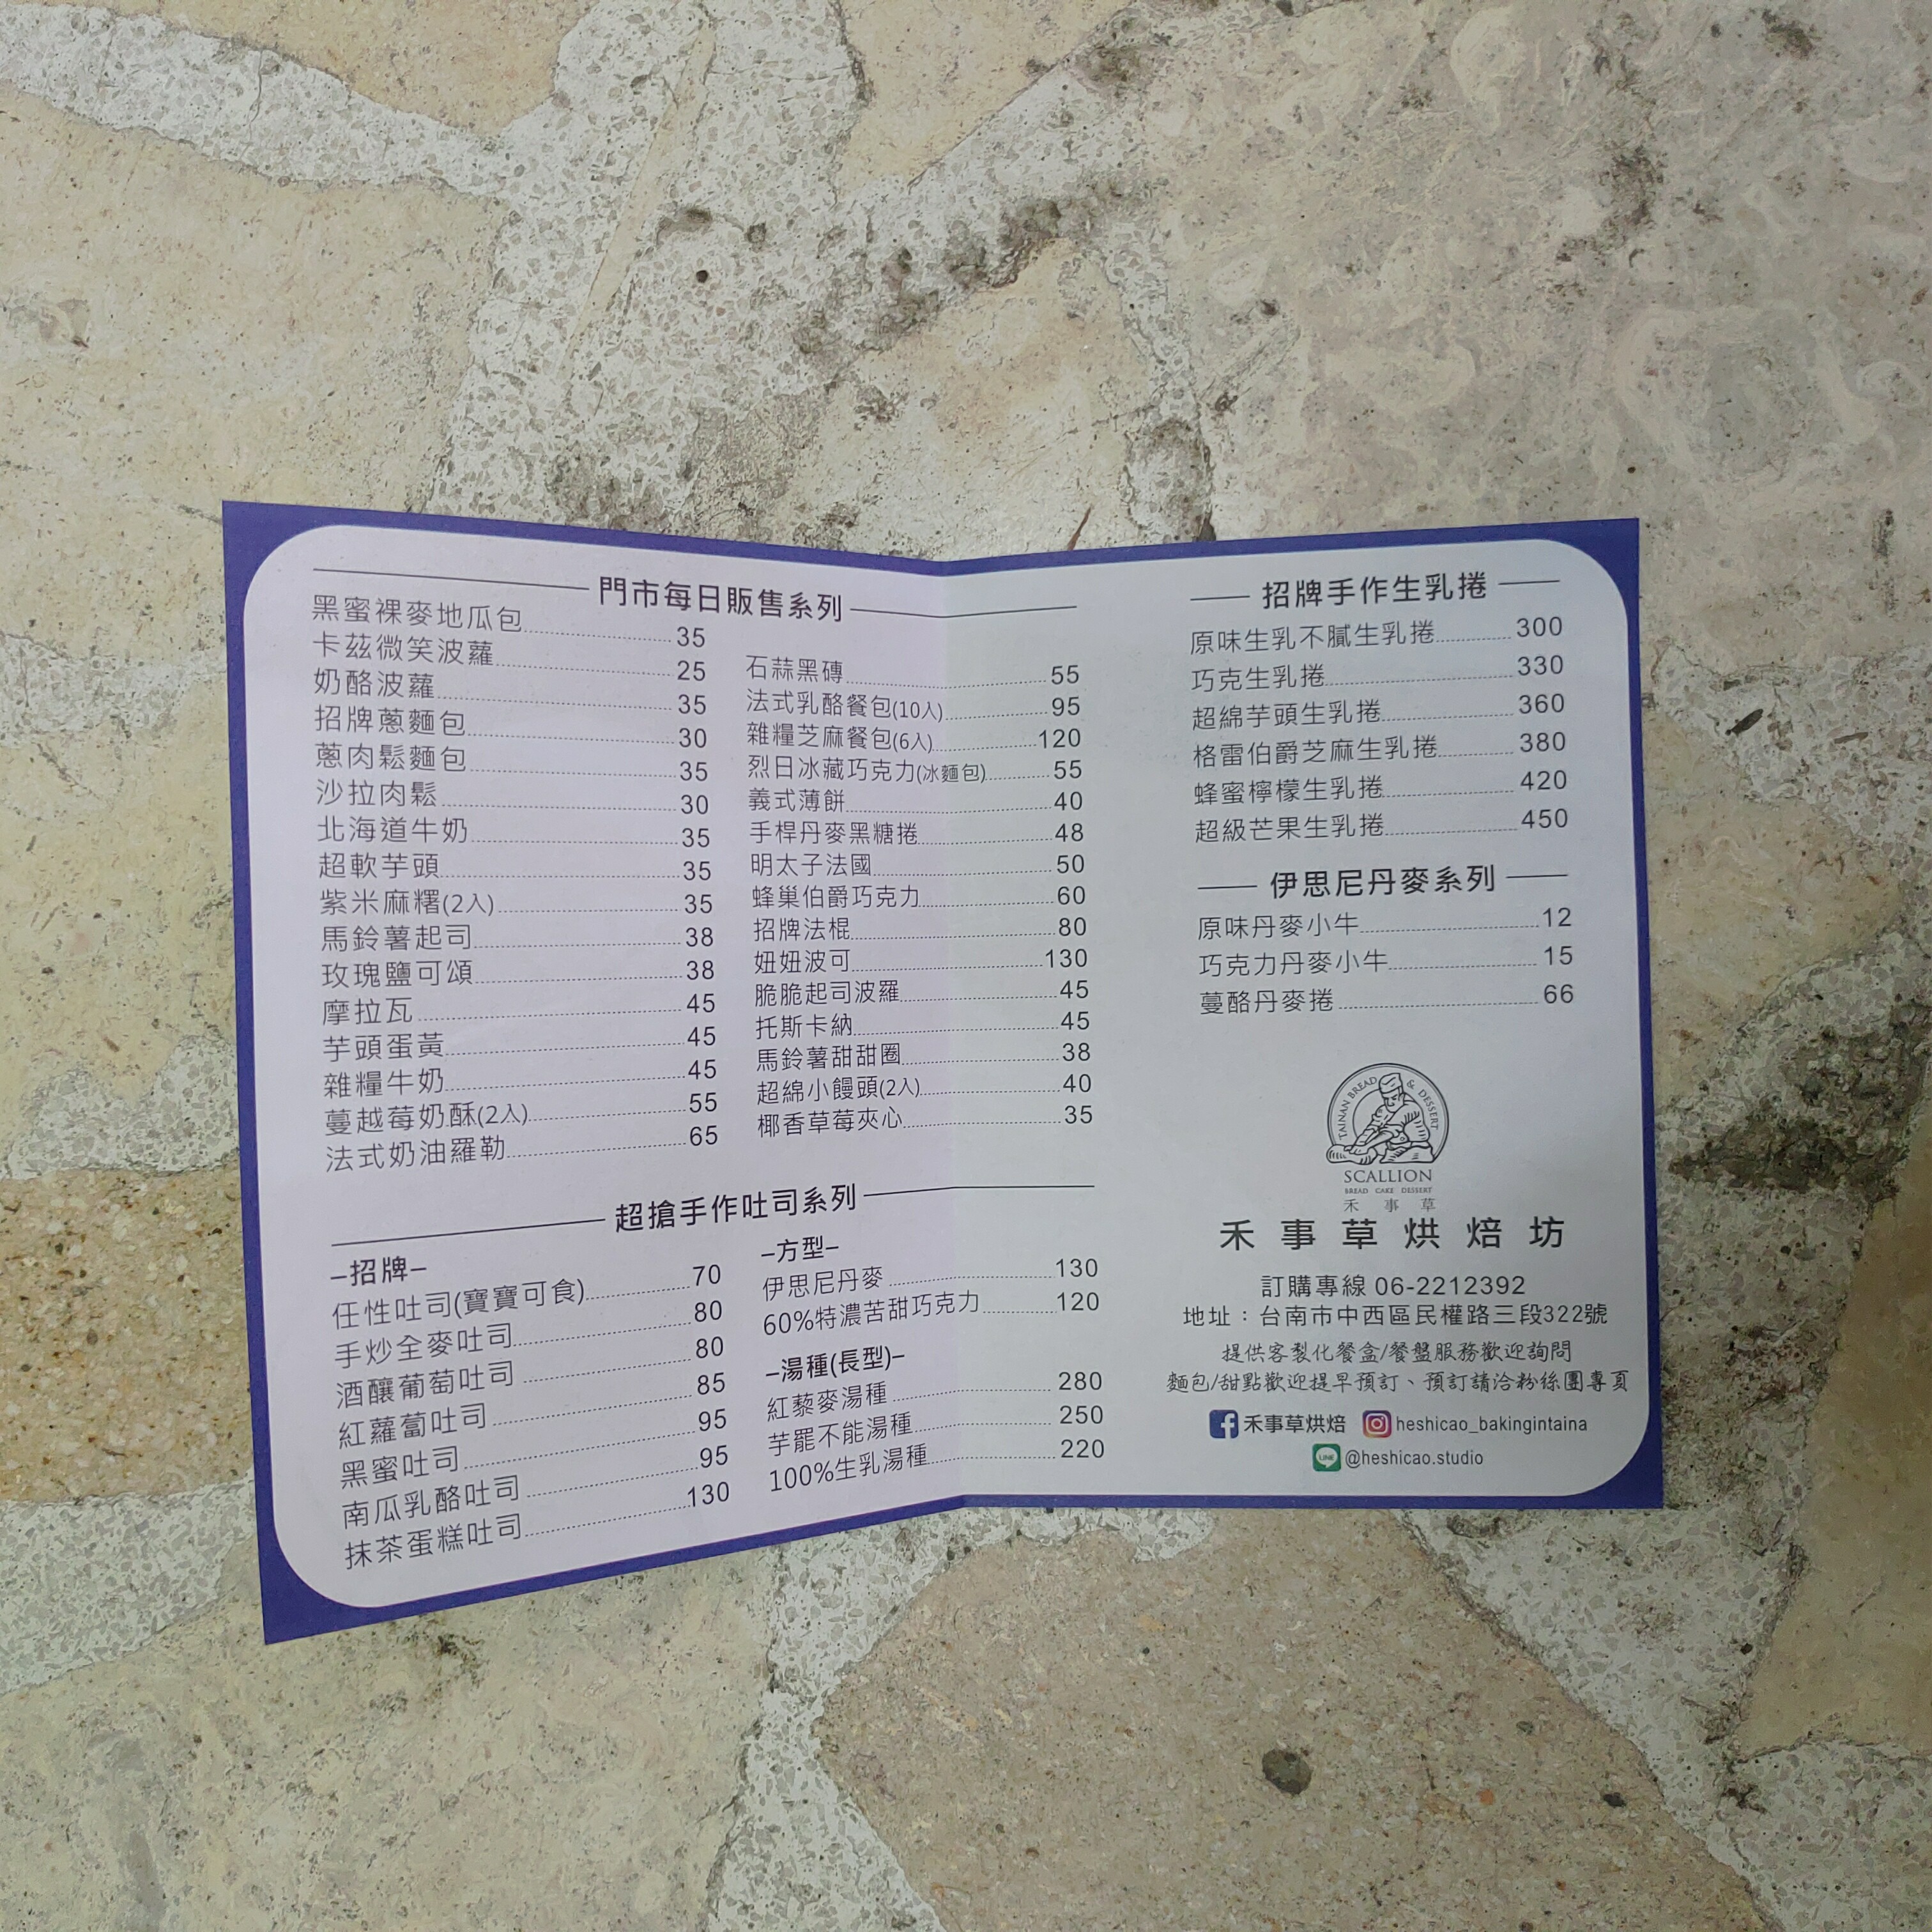 門市每日販售系列
黑蜜裸麥地瓜包 35
卡茲微笑波蘿 25
奶酪波蘿 35
招牌蔥麵包 30
蔥肉鬆麵包 35
沙拉肉鬆 30
北海道牛奶 35
超軟芋頭 35
紫米麻糬(2入) 35
馬鈴薯起司 38
玫瑰鹽可頌 38
摩拉瓦 45
芋頭蛋黃 45
雜糧牛奶 45
蔓越莓奶酥(2入) 55
法式奶油羅勒 65
石蒜黑磚 55
法式乳酪餐包(10入) 95
雜糧芝麻餐包(6入) 120
烈日冰藏巧克力(冰麵包) 55
義式薄餅 40
手桿丹麥黑糖捲 48
明太子法國 50
蜂巢伯爵巧克力 60
招牌法棍 80
妞妞波可 130
脆脆起司波羅 45
托斯卡納 45
馬鈴薯甜甜圈 38
超綿小饅頭(2入) 40
椰香草莓夾心 35
超搶手作吐司系列
–招牌–
任性吐司(寶寶可食) 70
手炒全麥吐司 80
酒釀葡萄吐司 80
紅蘿蔔吐司 85
黑蜜吐司 95
南瓜乳酪吐司 95
抹茶蛋糕吐司 130
–方型–
伊思尼丹麥 130
60%特濃苦甜巧克力 120
–湯種(長型)–
紅藜麥湯種 280
芋罷不能湯種 250
100%生乳湯種 220
招牌手作生乳捲
原味生乳不膩生乳捲 300
巧克生乳捲 330
超綿芋頭生乳捲 360
格雷伯爵芝麻生乳捲 380
蜂蜜檸檬生乳捲 420
超級芒果生乳捲 450
伊思尼丹麥系列
原味丹麥小牛 12
巧克力丹麥小牛 15
蔓酪丹麥捲 66
TAINAN BREAD & DESSERT
SCALLION
BREAD CAKE DESSERT
禾事草
禾事草烘焙坊
訂購專線 06-2212392
地址：台南市中西區民權路三段322號
提供客製化餐盒/餐盤服務歡迎詢問
麵包/甜點歡迎提早預訂、預訂請洽粉絲團專頁
禾事草烘焙 heshicao_bakingintaina
LINE @heshicao.studio